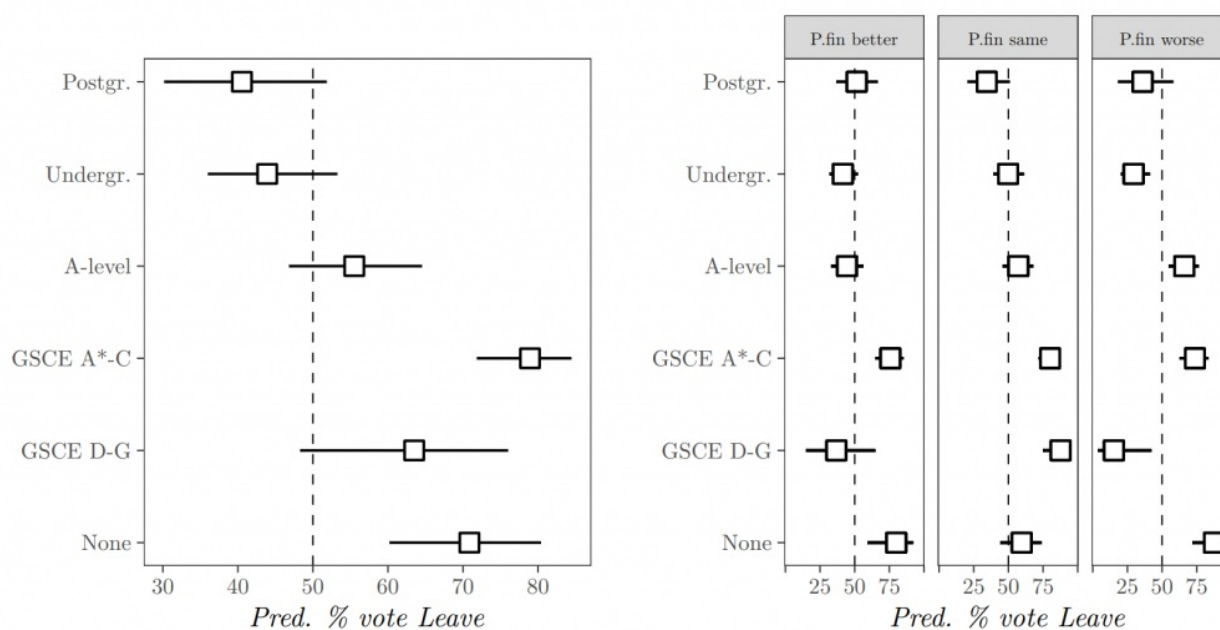 Postgr.
Undergr.
A-level
GSCE A*-C
GSCE D-G
None
30 40 50 60 70 80
Pred. % vote Leave
P.fin better P.fin same P.fin worse
Postgr.
Undergr.
A-level
GSCE A*-C
GSCE D-G
None
25 50 75 25 50 75 25 50 75
Pred. % vote Leave